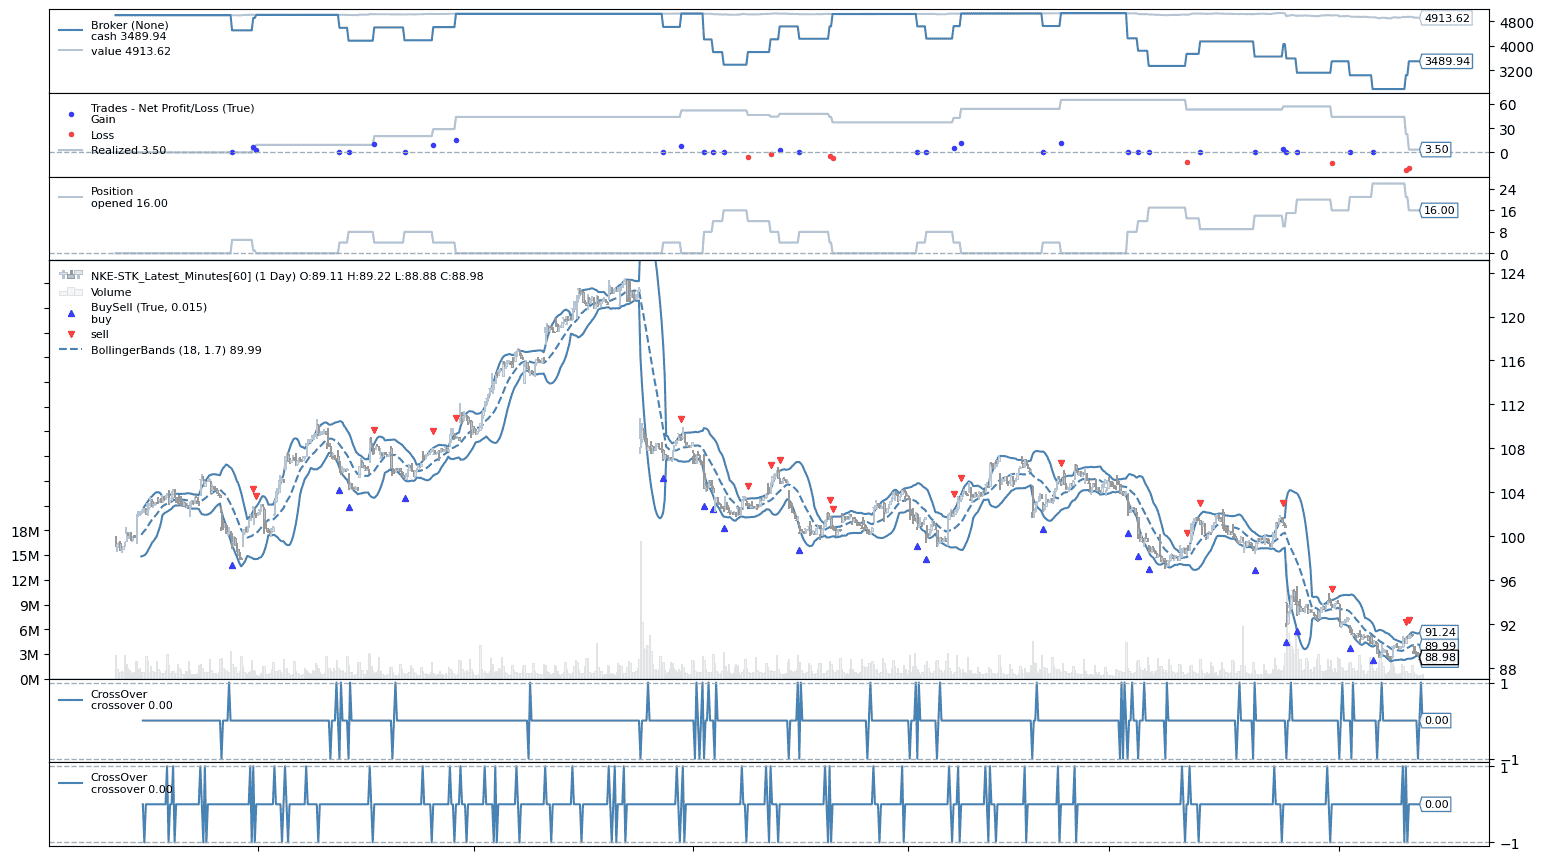 Broker (None)
cash 3489.94
value 4913.62
4913.62
4800
4000
3489.94
3200
Trades - Net Profit/Loss (True)
Gain
Loss
Realized 3.50
60
30
3.50
0
Position
opened 16.00
24
16.00
16
8
0
NKE-STK_Latest_Minutes[60] (1 Day) O:89.11 H:89.22 L:88.88 C:88.98
Volume
BuySell (True, 0.015)
buy
sell
BollingerBands (18, 1.7) 89.99
124
120
116
112
108
104
100
96
92
88
18M
15M
12M
9M
6M
3M
0M
91.24
89.99
88.98
CrossOver
crossover 0.00
1
0.00
−1
CrossOver
crossover 0.00
1
0.00
−1